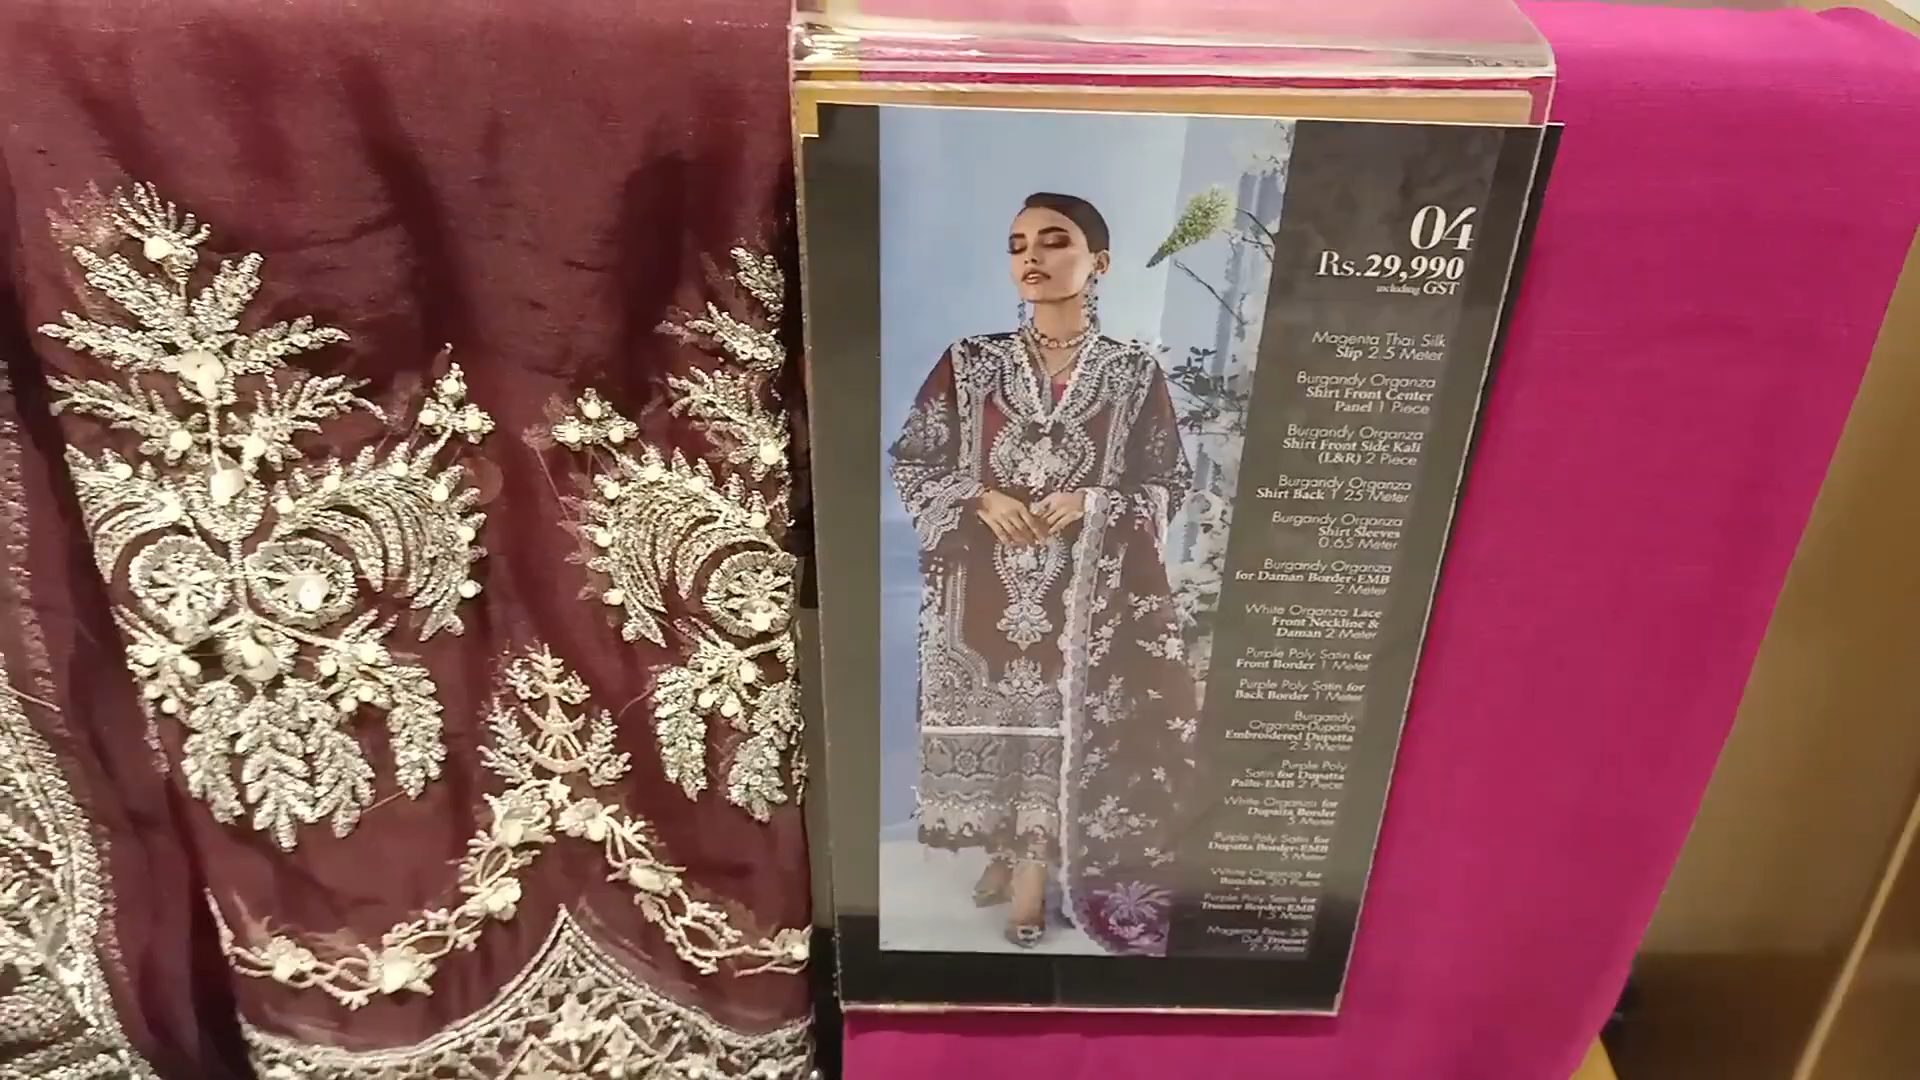 04
Rs.29,990
including GST
Magenta Thai Silk
Slip 2.5 Meter
Burgandy Organza
Shirt Front Center
Panel 1 Piece
Burgandy Organza
Shirt Front Side Kali
(L&R) 2 Piece
Burgandy Organza
Shirt Back 1 25 Meter
Burgandy Organza
Shirt Sleeves
0.65 Meter
Burgandy Organza
for Daman Border-EMB
2 Meter
White Organza Lace
Front Neckline &
Daman 2 Meter
Purple Poly Satin for
Front Border 1 Meter
Purple Poly Satin for
Back Border 1 Meter
Burgandy
Organza-Dupatta
Embroidered Dupatta
2.5 Meter
Purple Poly
Satin for Dupatta
Pallu-EMB 2 Piece
White Organza for
Dupatta Border
5 Meter
Purple Poly Satin for
Dupatta Border-EMB
5 Meter
White Organza for
Bunches 30 Piece
Purple Poly Satin for
Trouser Border-EMB
1.5 Meter
Magenta Raw Silk
Trouser
2.5 Meter